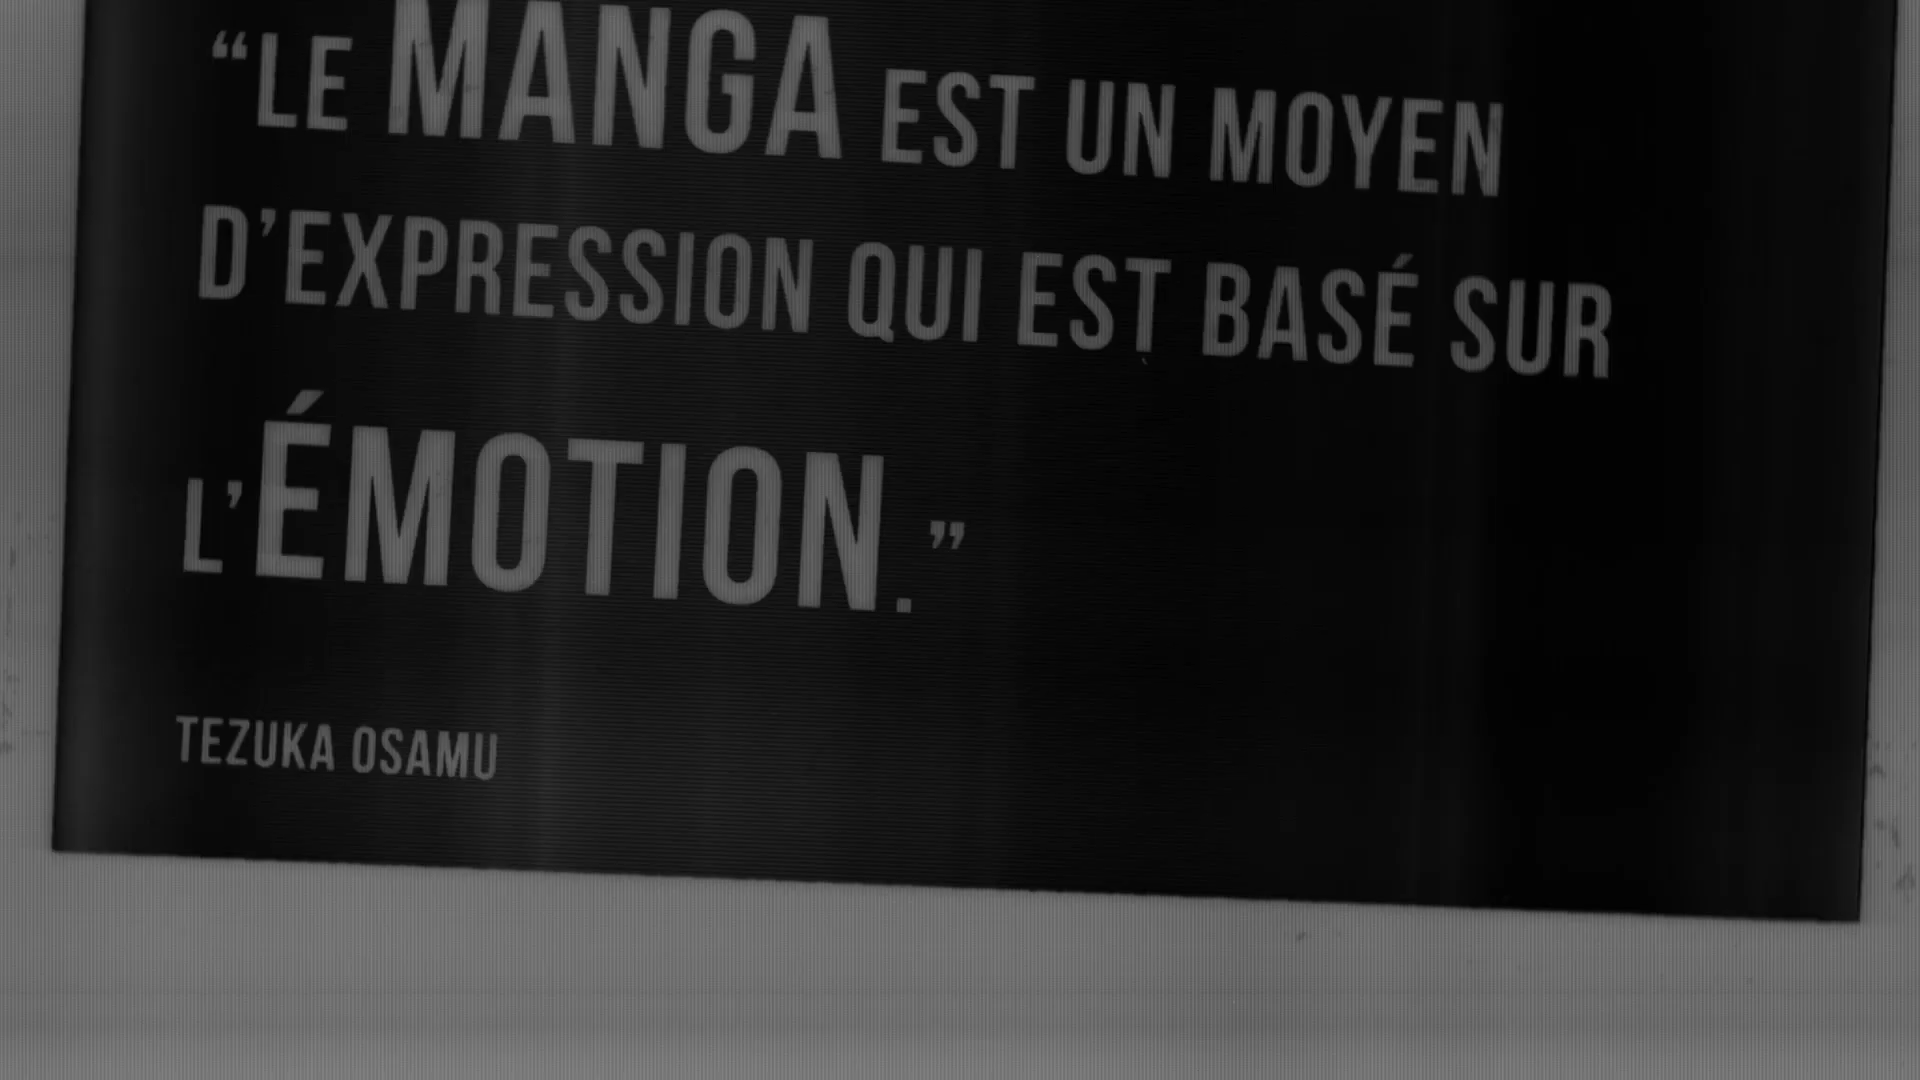 “LE MANGA EST UN MOYEN
D’EXPRESSION QUI EST BASÉ SUR
L’ÉMOTION.”
TEZUKA OSAMU